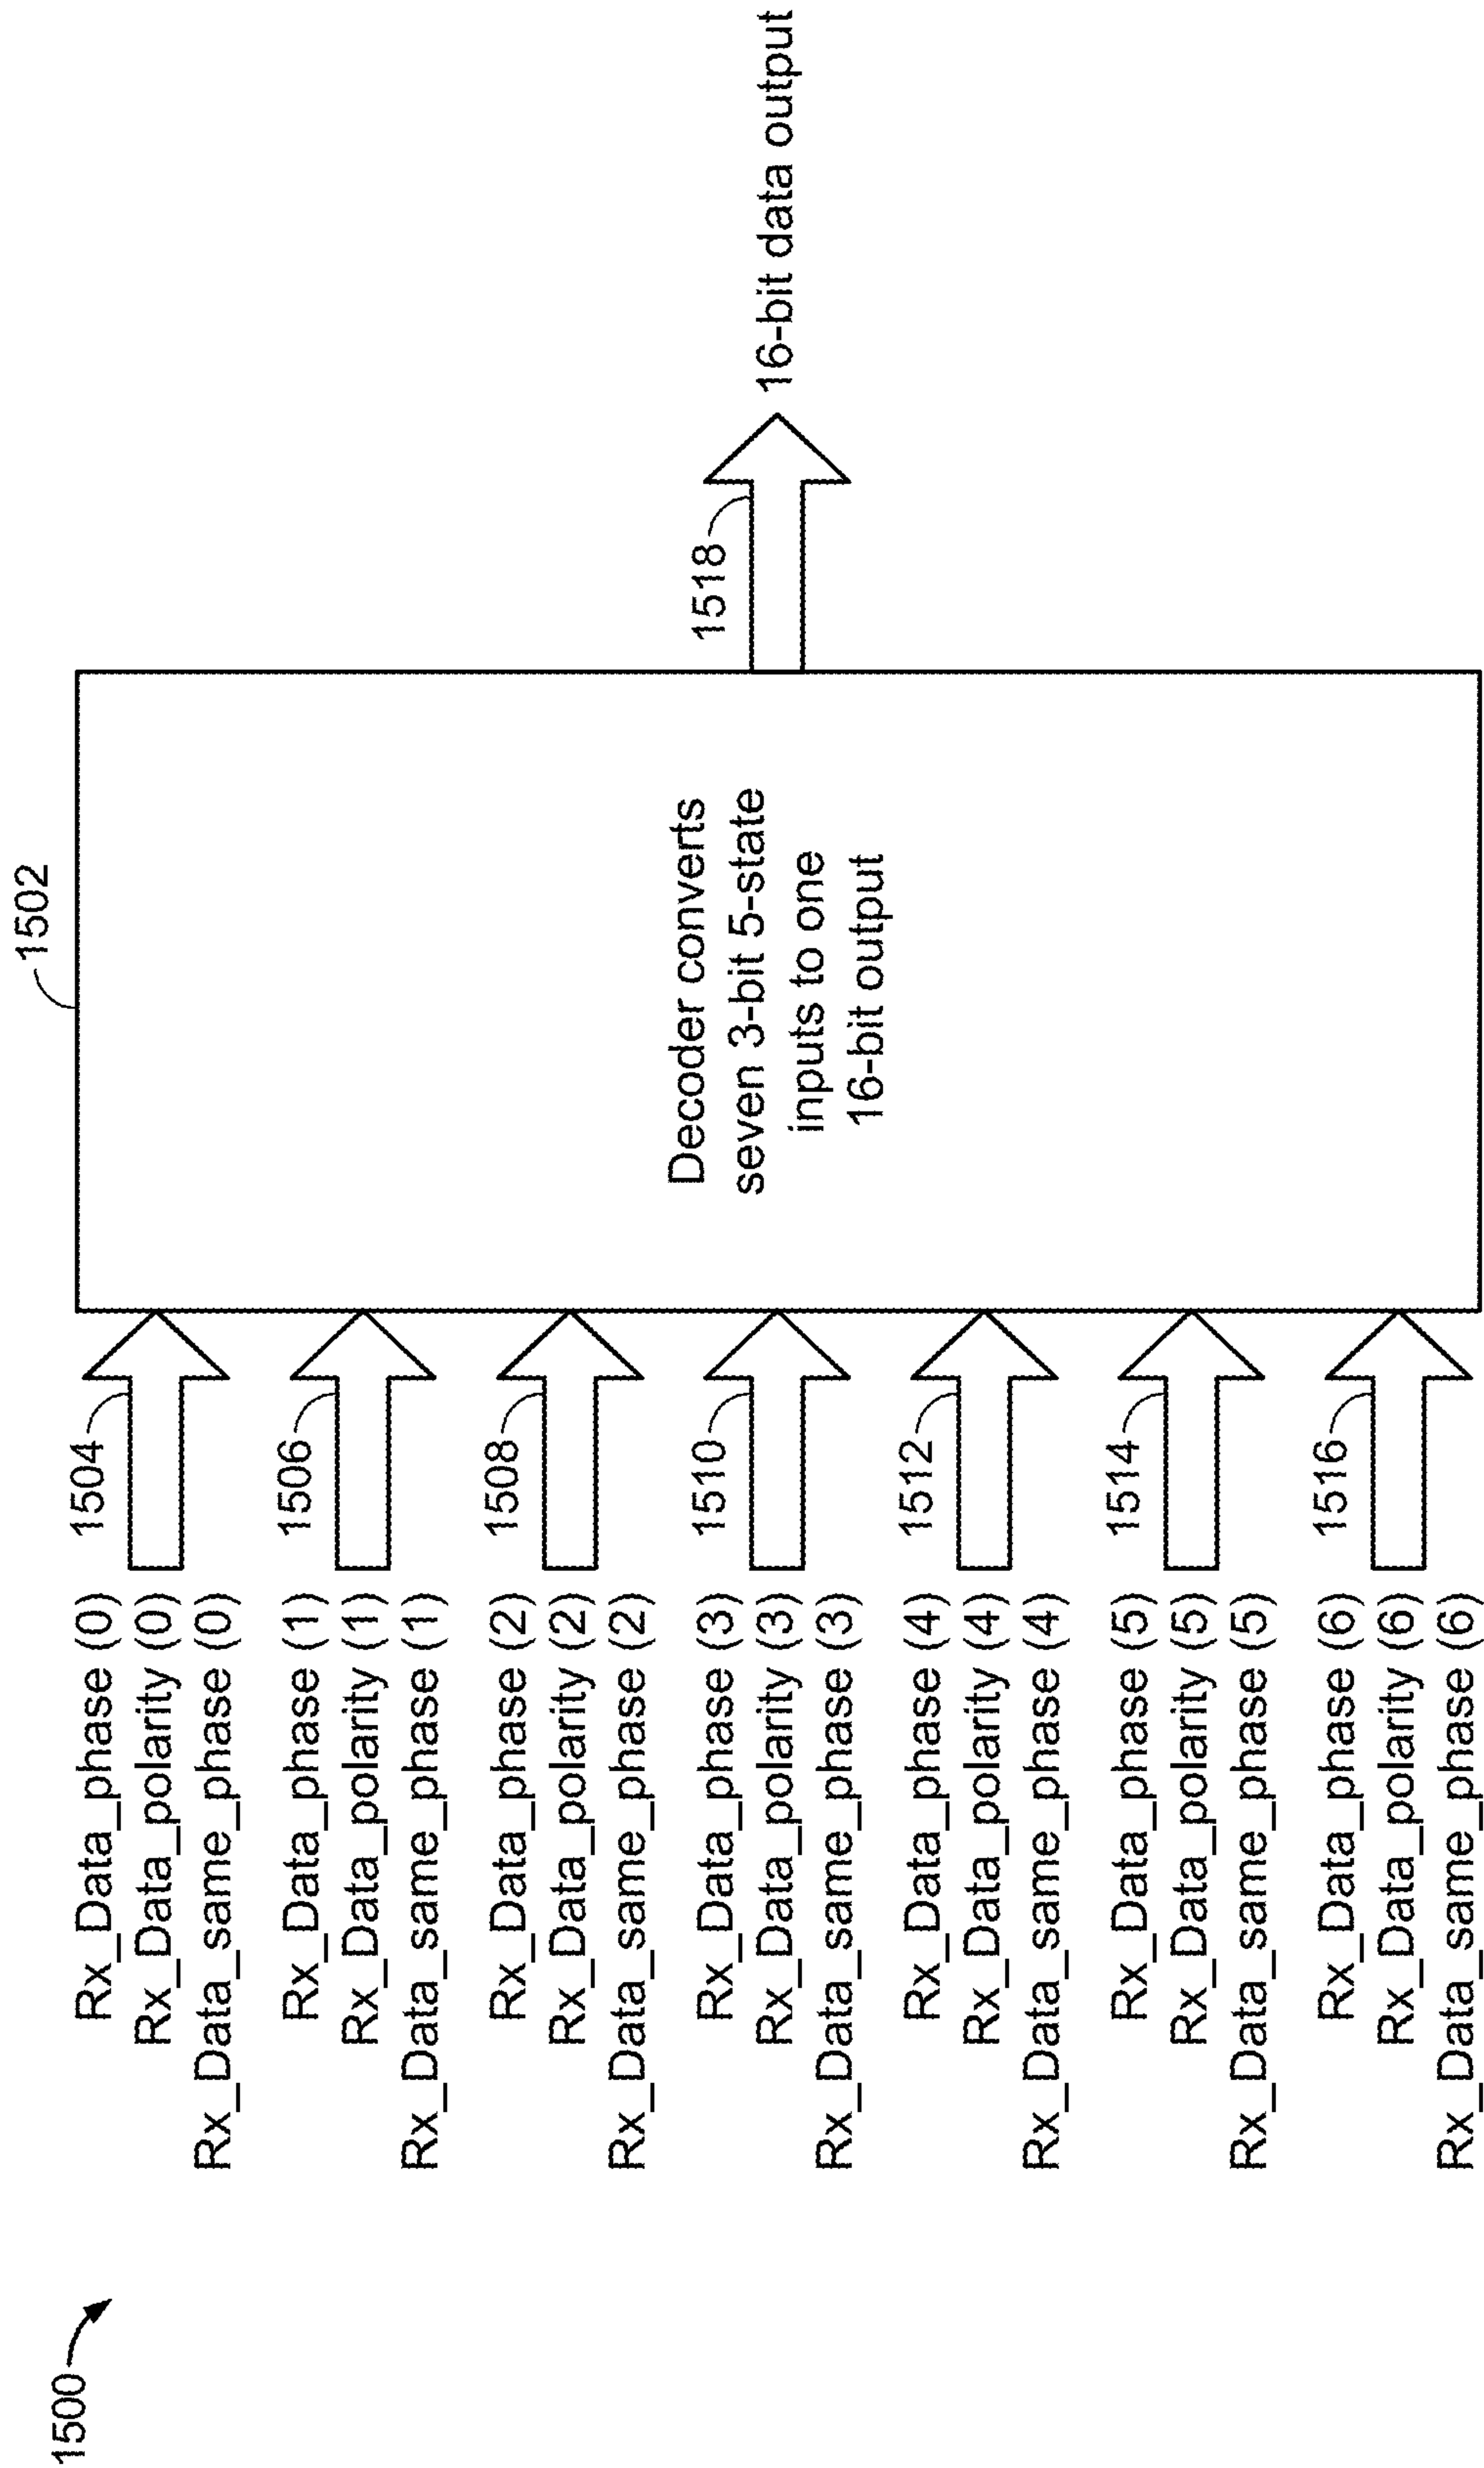 1500
1502
Rx_Data_phase (0)
Rx_Data_polarity (0)
Rx_Data_same_phase (0)
1504
Rx_Data_phase (1)
Rx_Data_polarity (1)
Rx_Data_same_phase (1)
1506
Rx_Data_phase (2)
Rx_Data_polarity (2)
Rx_Data_same_phase (2)
1508
Rx_Data_phase (3)
Rx_Data_polarity (3)
Rx_Data_same_phase (3)
1510
Rx_Data_phase (4)
Rx_Data_polarity (4)
Rx_Data_same_phase (4)
1512
Rx_Data_phase (5)
Rx_Data_polarity (5)
Rx_Data_same_phase (5)
1514
Rx_Data_phase (6)
Rx_Data_polarity (6)
Rx_Data_same_phase (6)
1516
Decoder converts
seven 3-bit 5-state
inputs to one
16-bit output
1518
16-bit data output